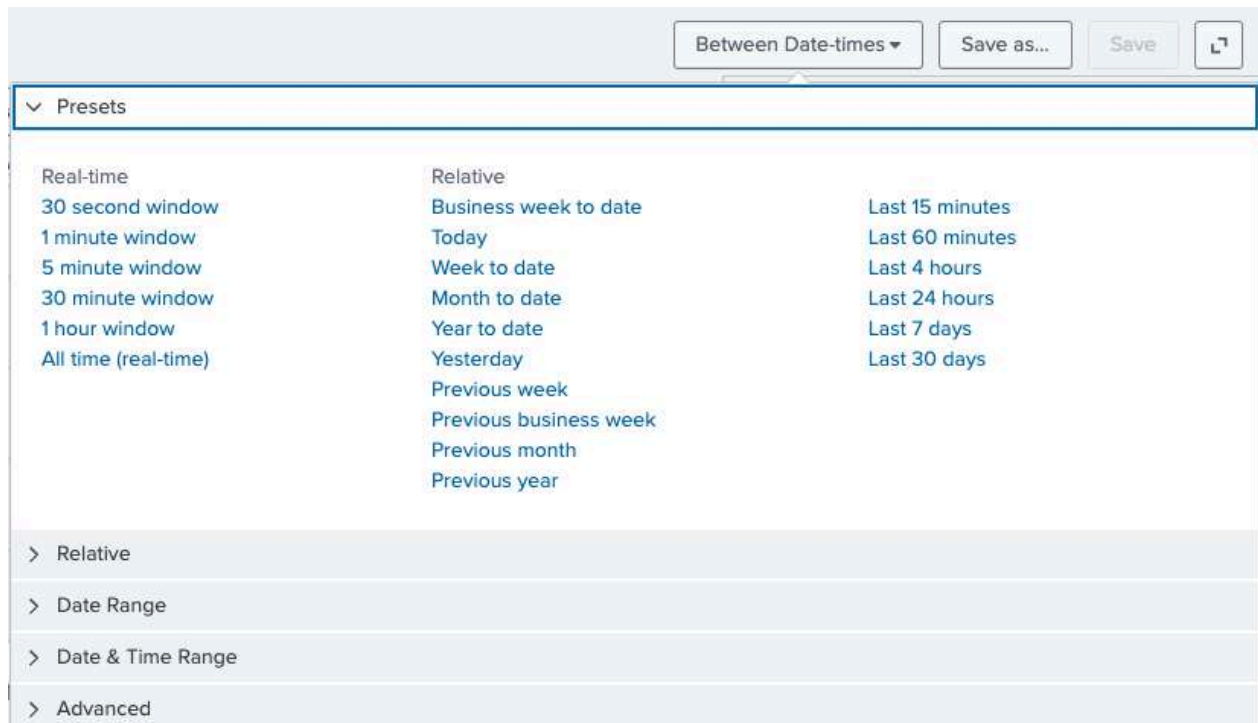 Between Date-times
Save as...
Save
Presets
Real-time
30 second window
1 minute window
5 minute window
30 minute window
1 hour window
All time (real-time)
Relative
Business week to date
Today
Week to date
Month to date
Year to date
Yesterday
Previous week
Previous business week
Previous month
Previous year
Last 15 minutes
Last 60 minutes
Last 4 hours
Last 24 hours
Last 7 days
Last 30 days
Relative
Date Range
Date & Time Range
Advanced